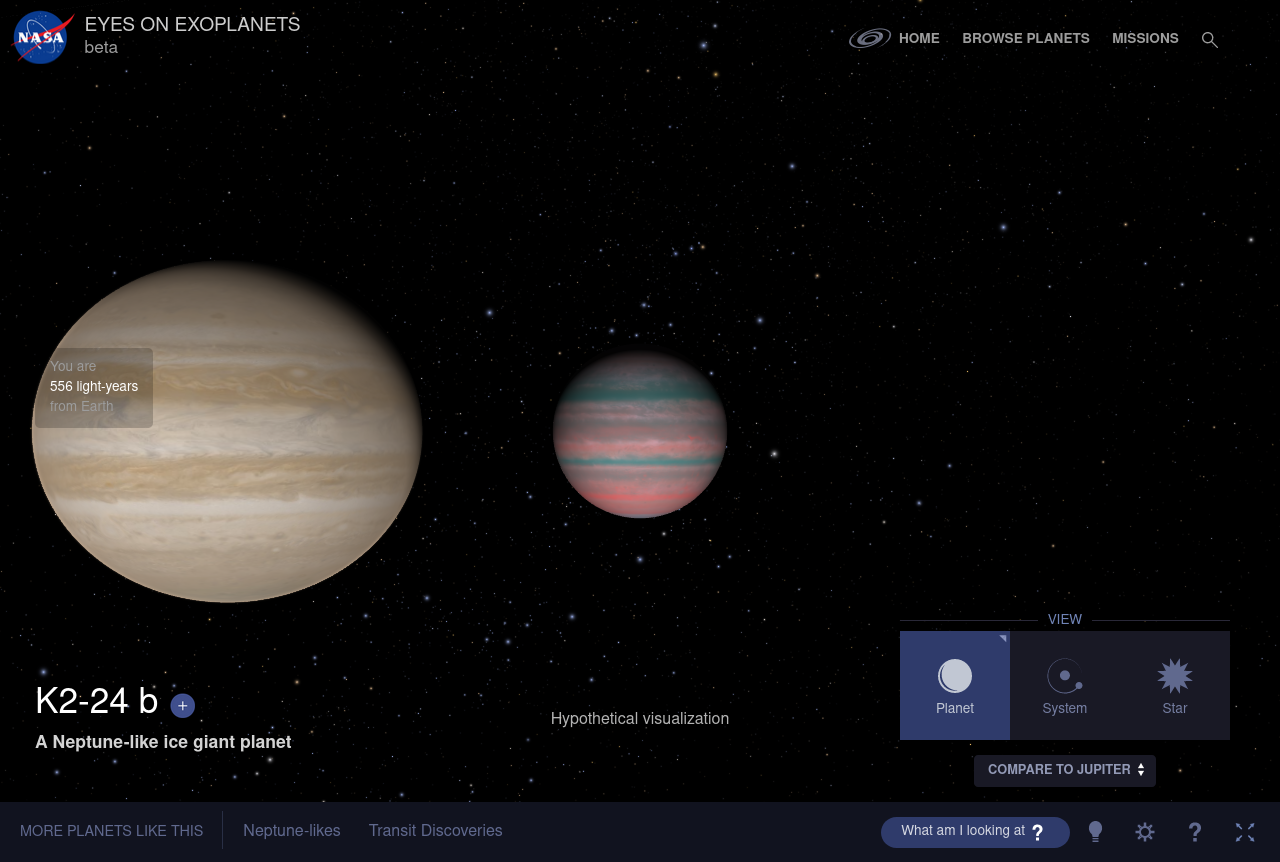 NASA
EYES ON EXOPLANETS
beta
HOME
BROWSE PLANETS
MISSIONS
You are
556 light-years
from Earth
K2-24 b +
A Neptune-like ice giant planet
Hypothetical visualization
VIEW
Planet
System
Star
COMPARE TO JUPITER
MORE PLANETS LIKE THIS
Neptune-likes
Transit Discoveries
What am I looking at ?
?